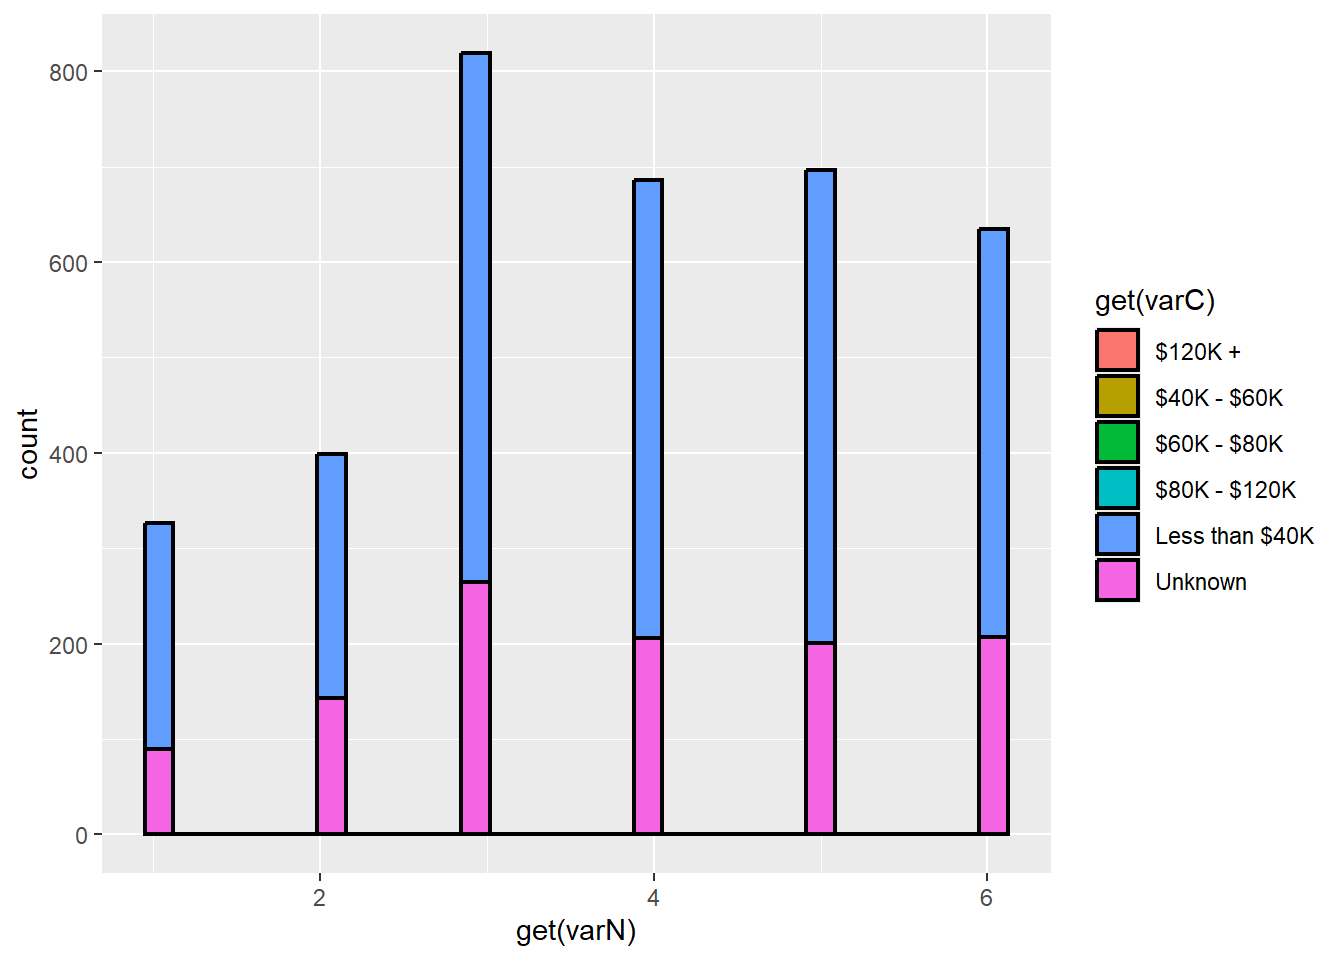 800
600
400
200
0
count
2 4 6
get(varN)
get(varC)
$120K +
$40K - $60K
$60K - $80K
$80K - $120K
Less than $40K
Unknown